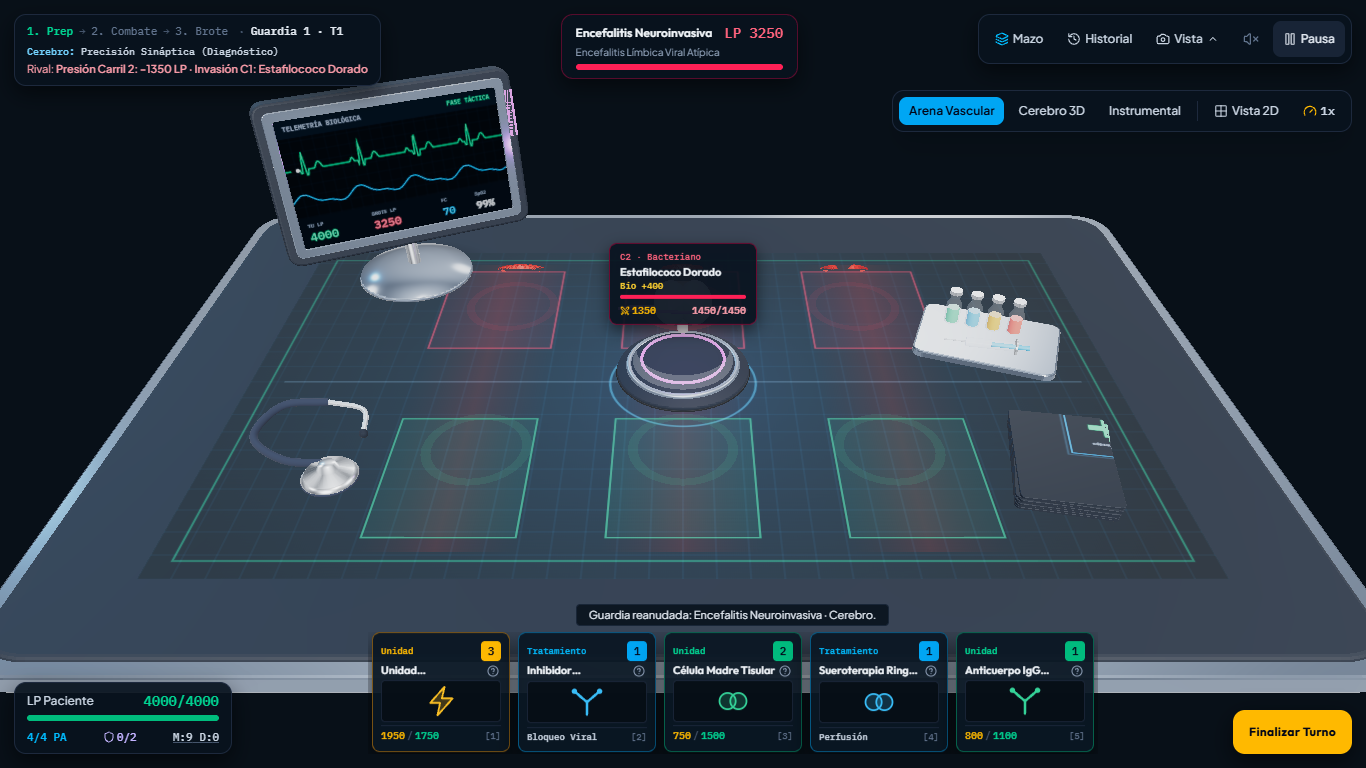 1. Prep → 2. Combate → 3. Brote · Guardia 1 · T1
Cerebro: Precisión Sináptica (Diagnóstico)
Rival: Presión Carril 2: -1350 LP · Invasión C1: Estafilococo Dorado
Encefalitis Neuroinvasiva LP 3250
Encefalitis Límbica Viral Atípica
Mazo Historial Vista Pausa
Arena Vascular Cerebro 3D Instrumental Vista 2D 1x
TELEMETRÍA BIOLÓGICA FASE TÁCTICA
TU LP BROTE LP FC SpO2
4000 3250 70 99%
C2 · Bacteriano
Estafilococo Dorado
Bio +400
1350 1450/1450
Guardia reanudada: Encefalitis Neuroinvasiva · Cerebro.
Unidad 3
Unidad...
1950 / 1750 [1]
Tratamiento 1
Inhibidor...
Bloqueo Viral [2]
Unidad 2
Célula Madre Tisular
750 / 1500 [3]
Tratamiento 1
Sueroterapia Ring...
Perfusión [4]
Unidad 1
Anticuerpo IgG...
800 / 1100 [5]
LP Paciente 4000/4000
4/4 PA 0/2 M:9 D:0
Finalizar Turno